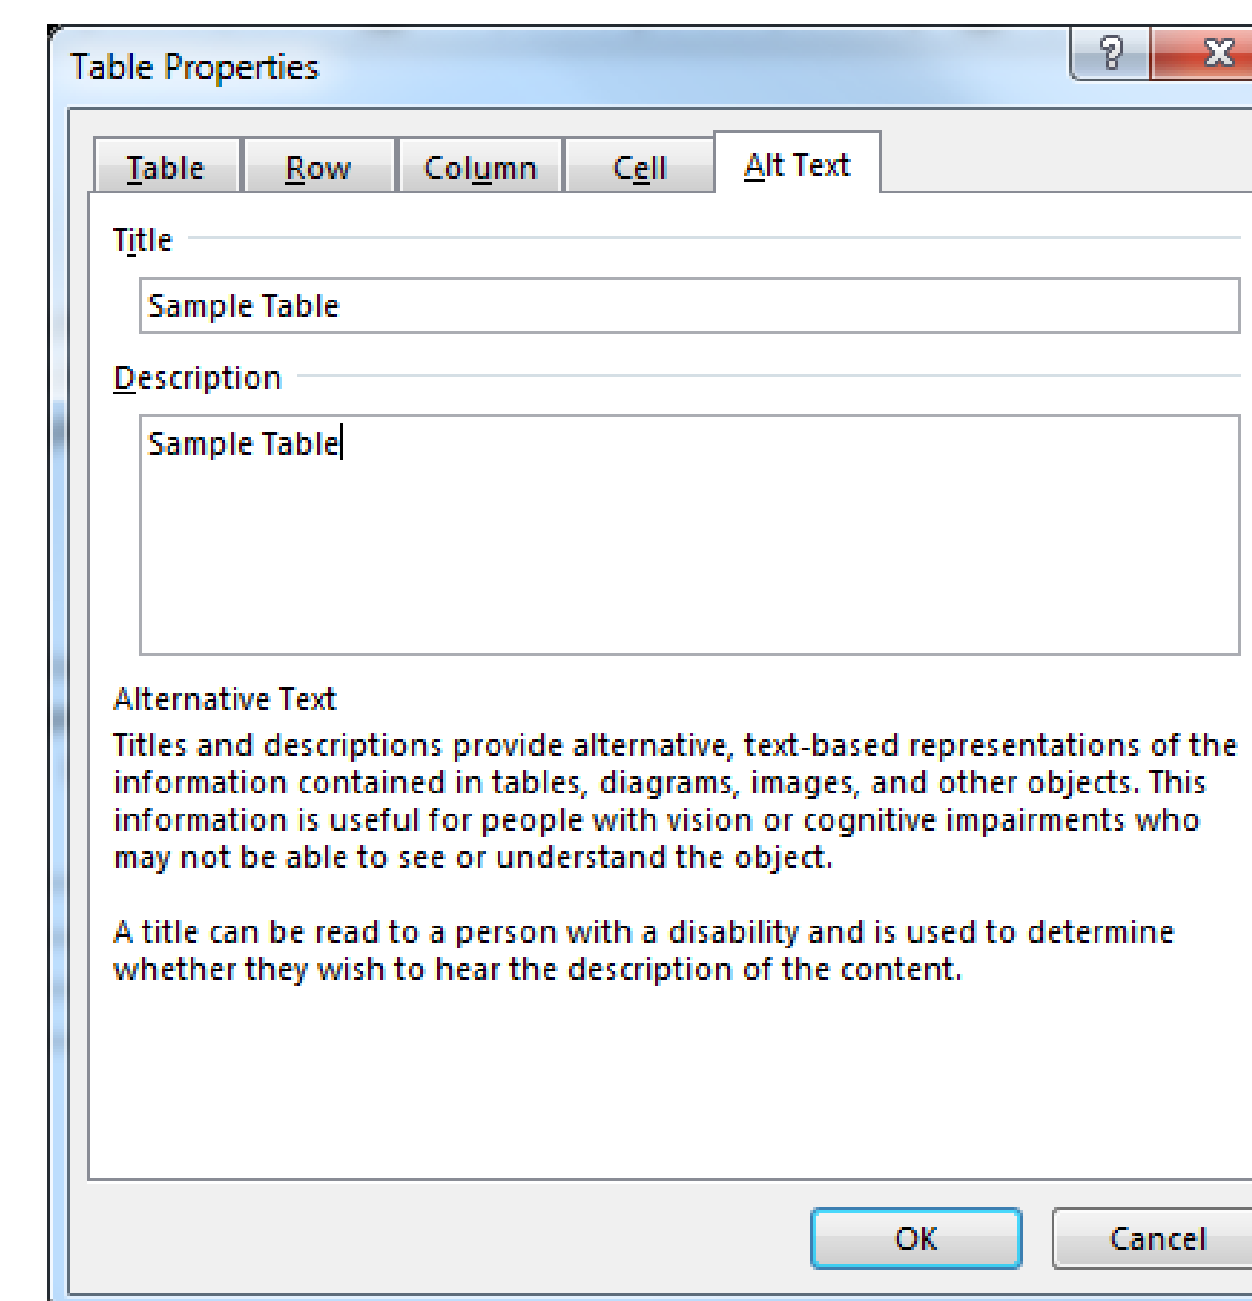 Table Properties
?
X
Table Row Column Cell Alt Text
Title
Sample Table
Description
Sample Table
Alternative Text
Titles and descriptions provide alternative, text-based representations of the
information contained in tables, diagrams, images, and other objects. This
information is useful for people with vision or cognitive impairments who
may not be able to see or understand the object.
A title can be read to a person with a disability and is used to determine
whether they wish to hear the description of the content.
OK Cancel